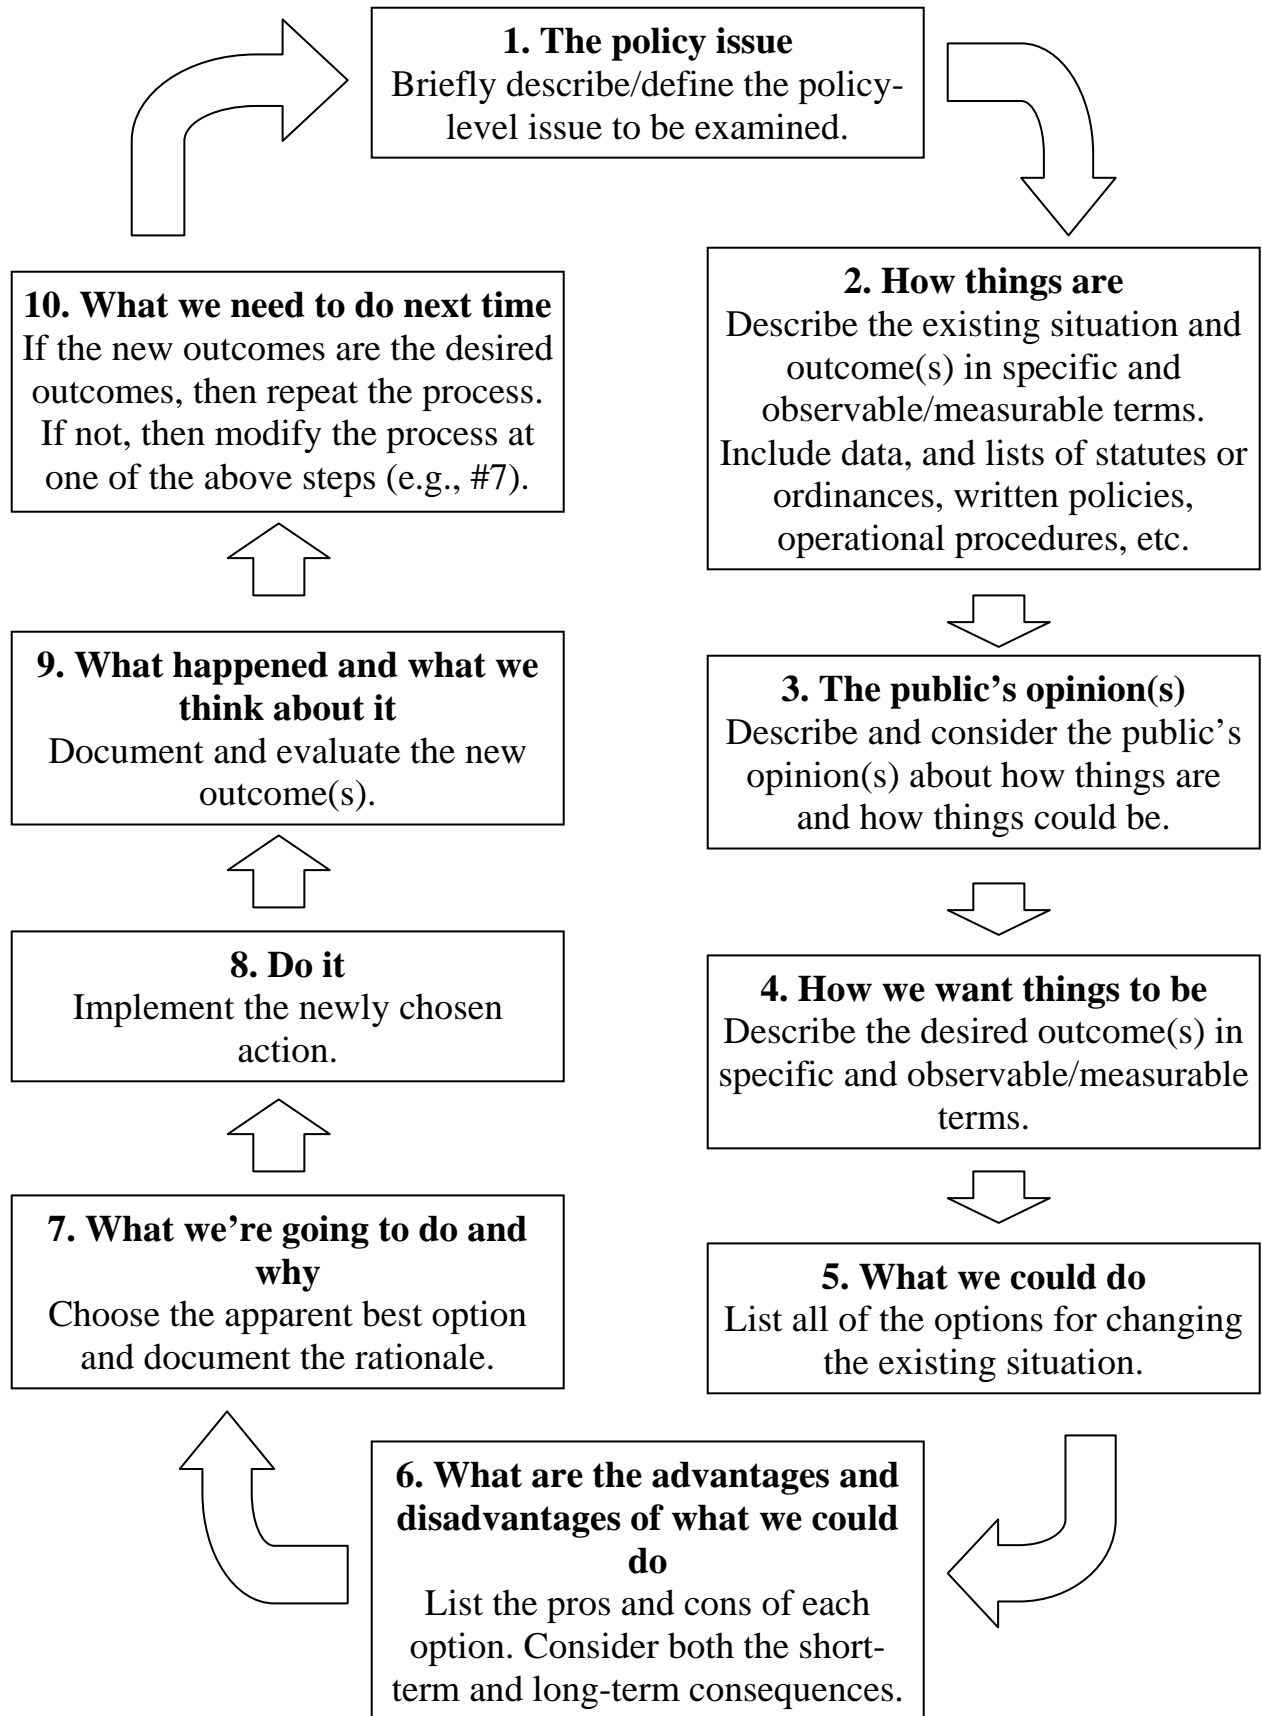 1. The policy issue
Briefly describe/define the policy-
level issue to be examined.
2. How things are
Describe the existing situation and
outcome(s) in specific and
observable/measurable terms.
Include data, and lists of statutes or
ordinances, written policies,
operational procedures, etc.
3. The public’s opinion(s)
Describe and consider the public’s
opinion(s) about how things are
and how things could be.
4. How we want things to be
Describe the desired outcome(s) in
specific and observable/measurable
terms.
5. What we could do
List all of the options for changing
the existing situation.
6. What are the advantages and
disadvantages of what we could
do
List the pros and cons of each
option. Consider both the short-
term and long-term consequences.
7. What we’re going to do and
why
Choose the apparent best option
and document the rationale.
8. Do it
Implement the newly chosen
action.
9. What happened and what we
think about it
Document and evaluate the new
outcome(s).
10. What we need to do next time
If the new outcomes are the desired
outcomes, then repeat the process.
If not, then modify the process at
one of the above steps (e.g., #7).